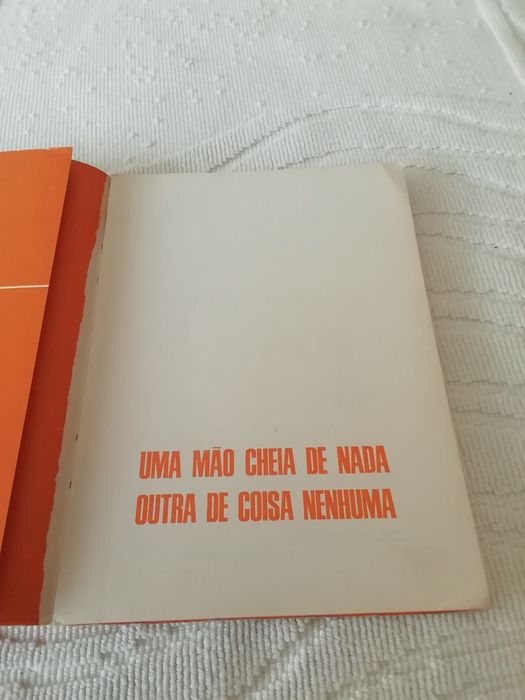 UMA MÃO CHEIA DE NADA
OUTRA DE COISA NENHUMA